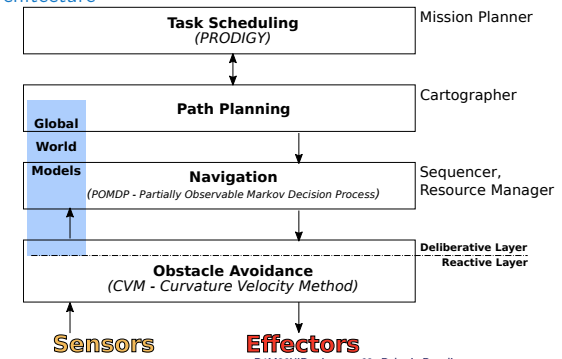 Task Scheduling
(PRODIGY)
Mission Planner
Path Planning
Cartographer
Global
World
Models
Navigation
(POMDP - Partially Observable Markov Decision Process)
Sequencer,
Resource Manager
Deliberative Layer
Reactive Layer
Obstacle Avoidance
(CVM - Curvature Velocity Method)
Sensors
Effectors